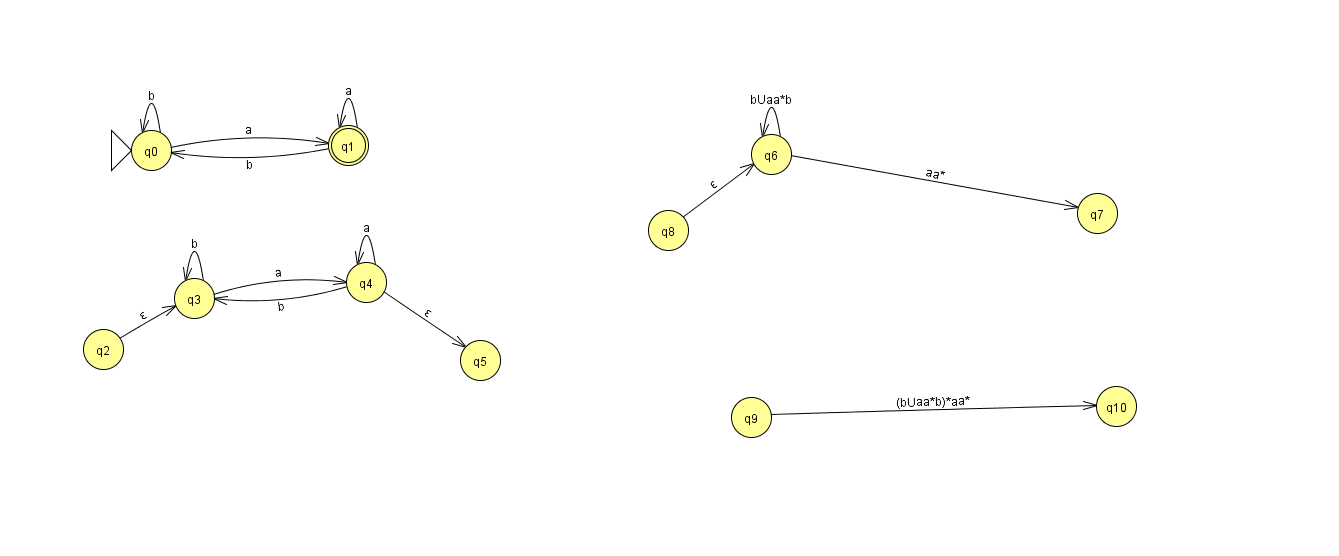 b
a
a
q0
q1
b
b
a
a
q3
q4
b
ε
ε
q2
q5
bUaa*b
q6
ε
aa*
q8
q7
(bUaa*b)*aa*
q9
q10